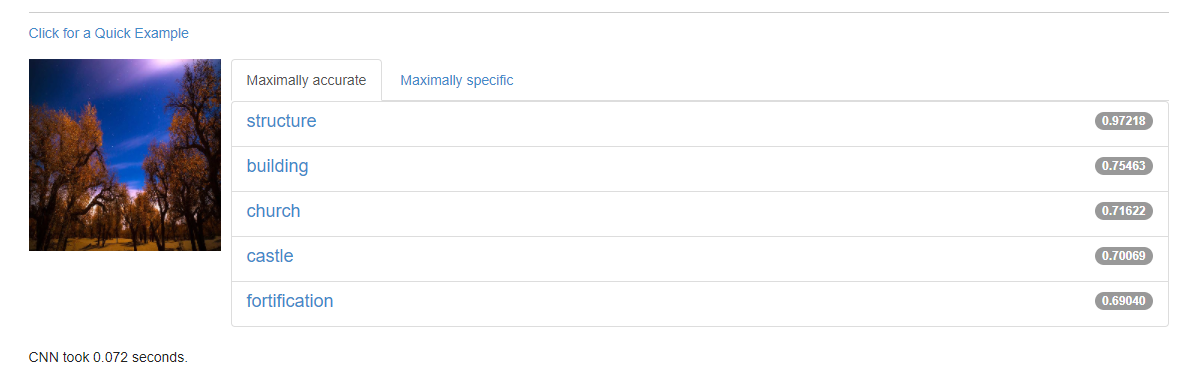 Click for a Quick Example
Maximally accurate Maximally specific
structure 0.97218
building 0.75463
church 0.71622
castle 0.70069
fortification 0.69040
CNN took 0.072 seconds.